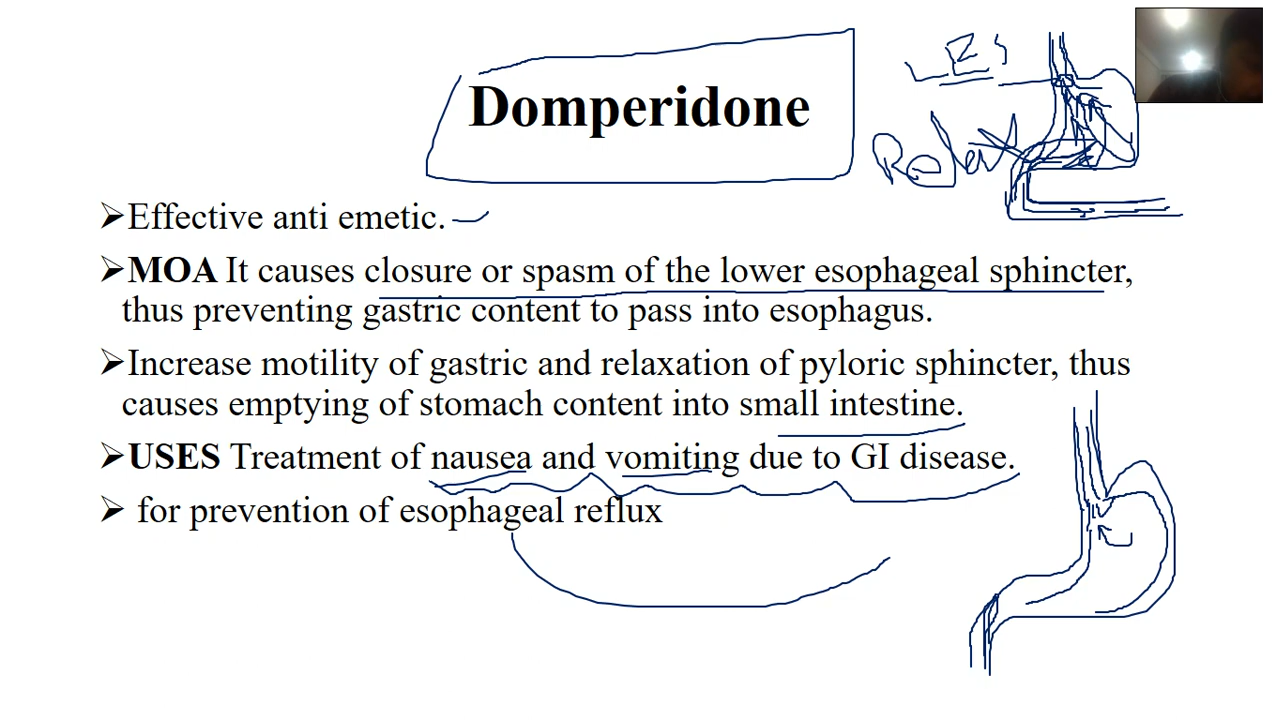 Domperidone
LES
Relax
➢Effective anti emetic.
➢MOA It causes closure or spasm of the lower esophageal sphincter,
thus preventing gastric content to pass into esophagus.
➢Increase motility of gastric and relaxation of pyloric sphincter, thus
causes emptying of stomach content into small intestine.
➢USES Treatment of nausea and vomiting due to GI disease.
➢ for prevention of esophageal reflux